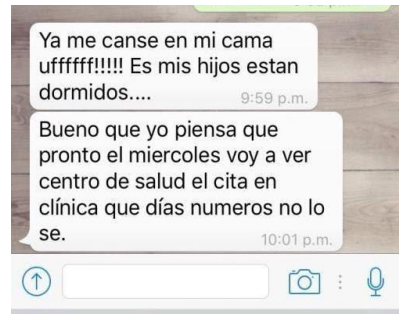 Ya me canse en mi cama
uffffff!!!!! Es mis hijos estan
dormidos....
9:59 p.m.
Bueno que yo piensa que
pronto el miercoles voy a ver
centro de salud el cita en
clínica que días numeros no lo
se.
10:01 p.m.